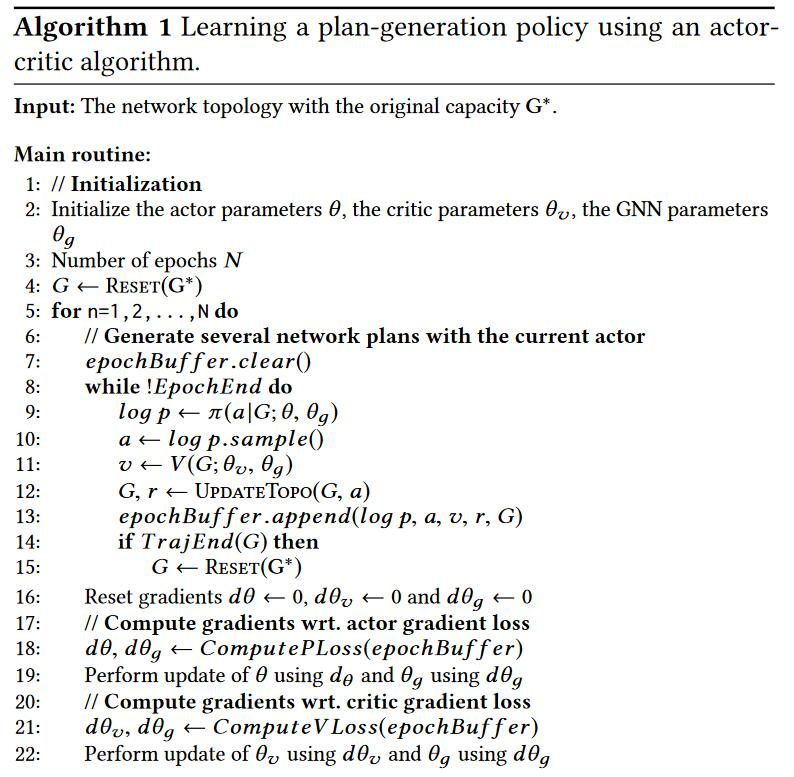 Algorithm 1 Learning a plan-generation policy using an actor-
critic algorithm.
Input: The network topology with the original capacity G*.
Main routine:
1: // Initialization
2: Initialize the actor parameters θ, the critic parameters θ_v, the GNN parameters
θ_g
3: Number of epochs N
4: G ← Reset(G*)
5: for n=1,2,...,N do
6: // Generate several network plans with the current actor
7: epochBuffer.clear()
8: while !EpochEnd do
9: log p ← π(a|G; θ, θ_g)
10: a ← log p.sample()
11: v ← V(G; θ_v, θ_g)
12: G, r ← UpdateTopo(G, a)
13: epochBuffer.append(log p, a, v, r, G)
14: if TrajEnd(G) then
15: G ← Reset(G*)
16: Reset gradients dθ ← 0, dθ_v ← 0 and dθ_g ← 0
17: // Compute gradients wrt. actor gradient loss
18: dθ, dθ_g ← ComputePLoss(epochBuffer)
19: Perform update of θ using d_θ and θ_g using dθ_g
20: // Compute gradients wrt. critic gradient loss
21: dθ_v, dθ_g ← ComputeVLoss(epochBuffer)
22: Perform update of θ_v using dθ_v and θ_g using dθ_g